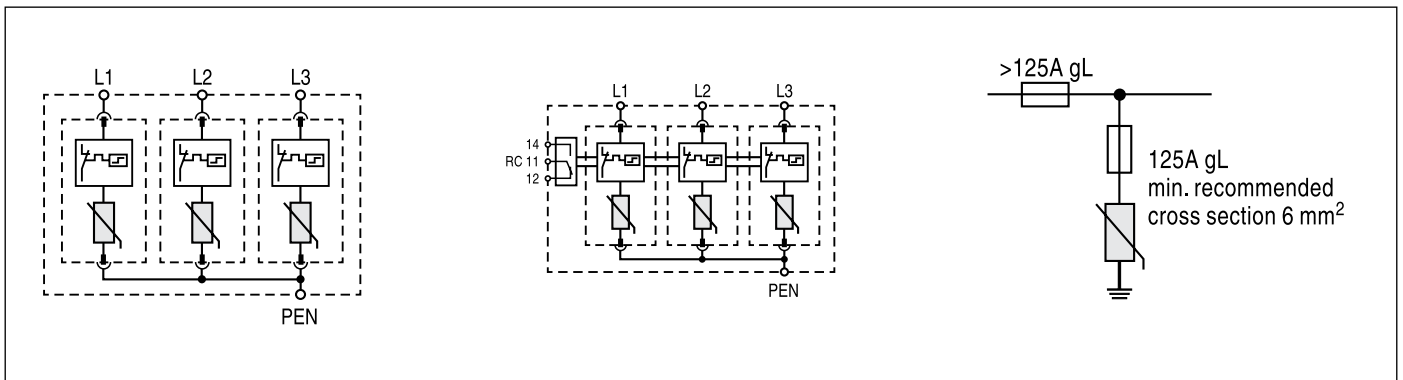 L1 L2 L3
PEN
L1 L2 L3
14
RC 11
12
PEN
>125A gL
125A gL
min. recommended
cross section 6 mm²